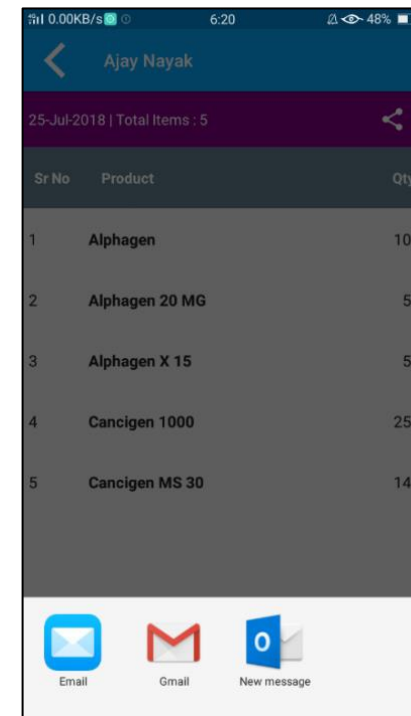 0.00KB/s 6:20 48%
Ajay Nayak
25-Jul-2018 | Total Items : 5
Sr No Product Qty
1 Alphagen 10
2 Alphagen 20 MG 5
3 Alphagen X 15 5
4 Cancigen 1000 25
5 Cancigen MS 30 14
Email Gmail New message